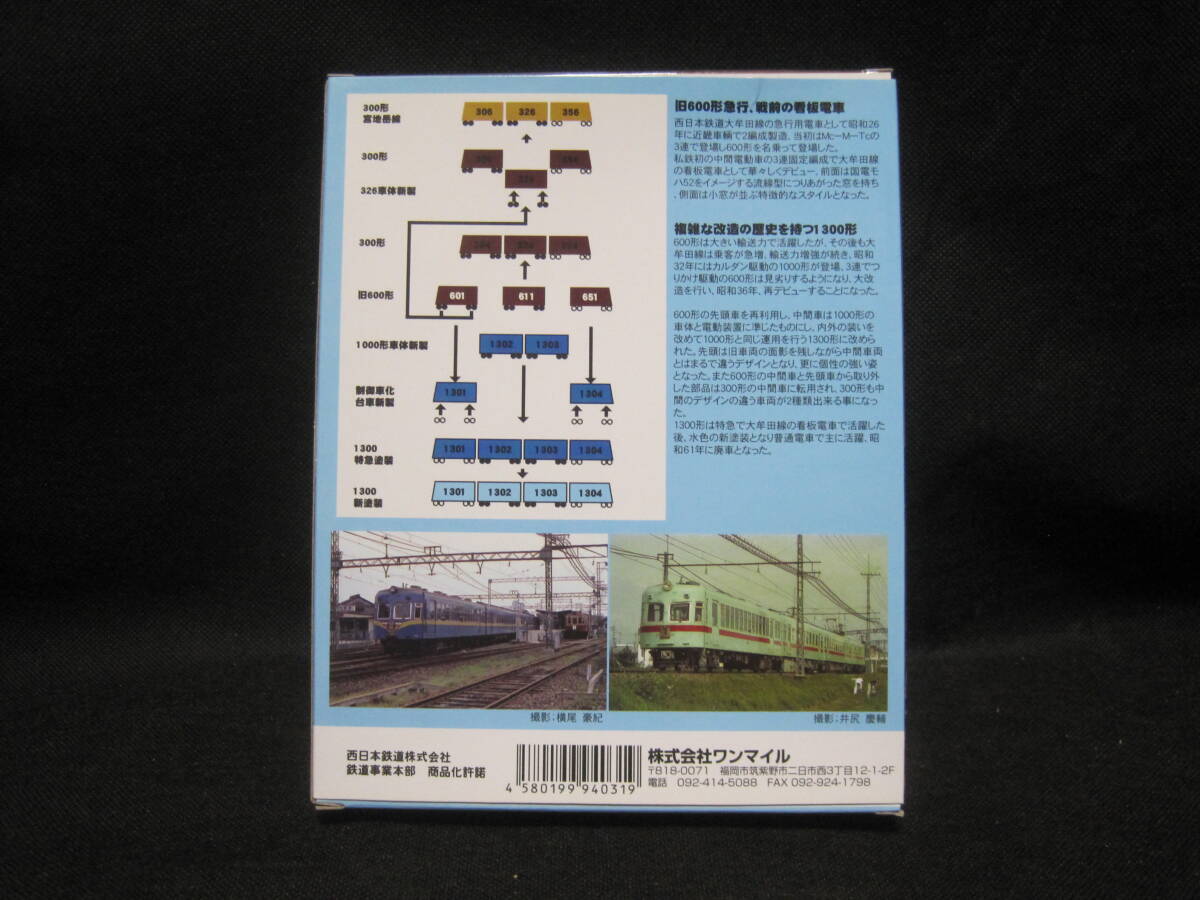 300形
宮地岳線
306 326 356
300形
326車体新製
300形
旧600形
601 611 651
1000形車体新製
1302 1303
制御車化
台車新製
1301 1304
1300
特急塗装
1301 1302 1303 1304
1300
新塗装
1301 1302 1303 1304
旧600形急行、戦前の看板電車
西日本鉄道大牟田線の急行用電車として昭和26
年に近畿車輌で2編成製造、当初はMc-M-Tcの
3連で登場し600形を名乗って登場した。
私鉄初の中間電動車の3連固定編成で大牟田線
の看板電車として華々しくデビュー、前面は国電モ
ハ52をイメージする流線型につりあがった窓を持ち
、側面は小窓が並ぶ特徴的なスタイルとなった。
複雑な改造の歴史を持つ1300形
600形は大きい輸送力で活躍したが、その後も大
牟田線は乗客が急増、輸送力増強が続き、昭和
32年にはカルダン駆動の1000形が登場、3連でつ
りかけ駆動の600形は見劣りするようになり、大改
造を行い、昭和36年、再デビューすることになった。
600形の先頭車を再利用し、中間車は1000形の
車体と電動装置に準じたものにし、内外の装いを
改めて1000形と同じ運用を行う1300形に改めら
れた。先頭は旧車両の面影を残しながら中間車両
とはまるで違うデザインとなり、更に個性の強い姿
となった。また600形の中間車と先頭車から取り外
した部品は300形の中間車に転用され、300形も中
間のデザインの違う車両が2種類出来る事になっ
た。
1300形は特急で大牟田線の看板電車で活躍した
後、水色の新塗装となり普通電車で主に活躍、昭
和61年に廃車となった。
撮影;横尾 豪紀
撮影;井尻 慶輔
西日本鉄道株式会社
鉄道事業本部 商品化許諾
4 580199 940319
株式会社ワンマイル
〒818-0071 福岡市筑紫野市二日市西3丁目12-1-2F
電話 092-414-5088 FAX 092-924-1798